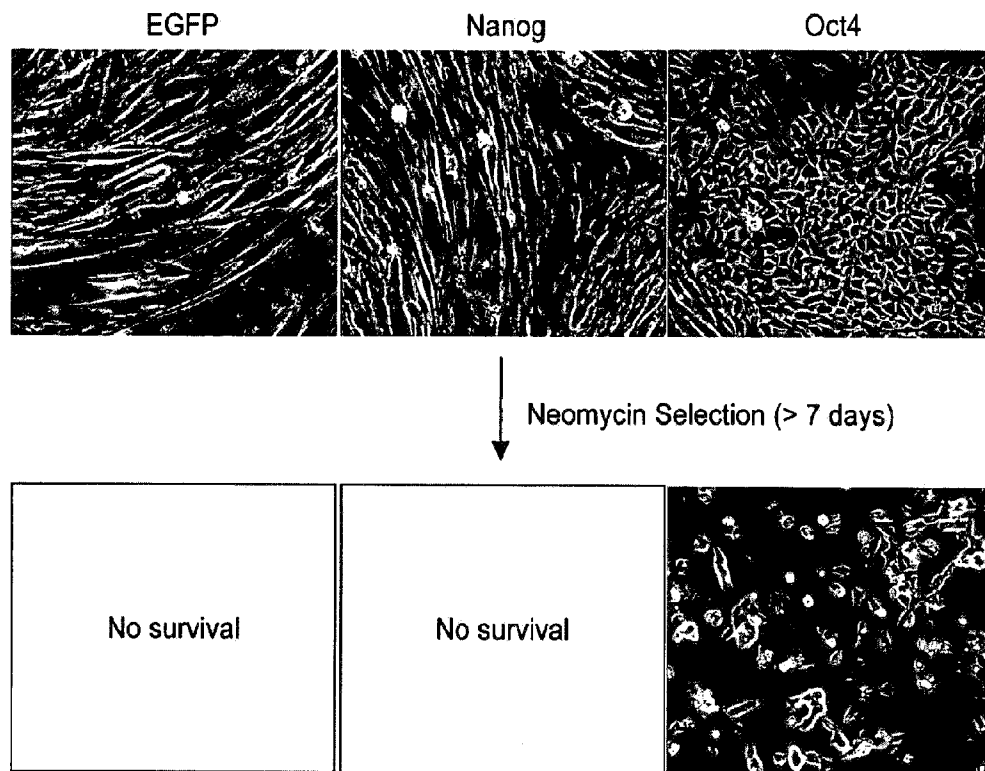 EGFP
Nanog
Oct4
Neomycin Selection (> 7 days)
No survival
No survival